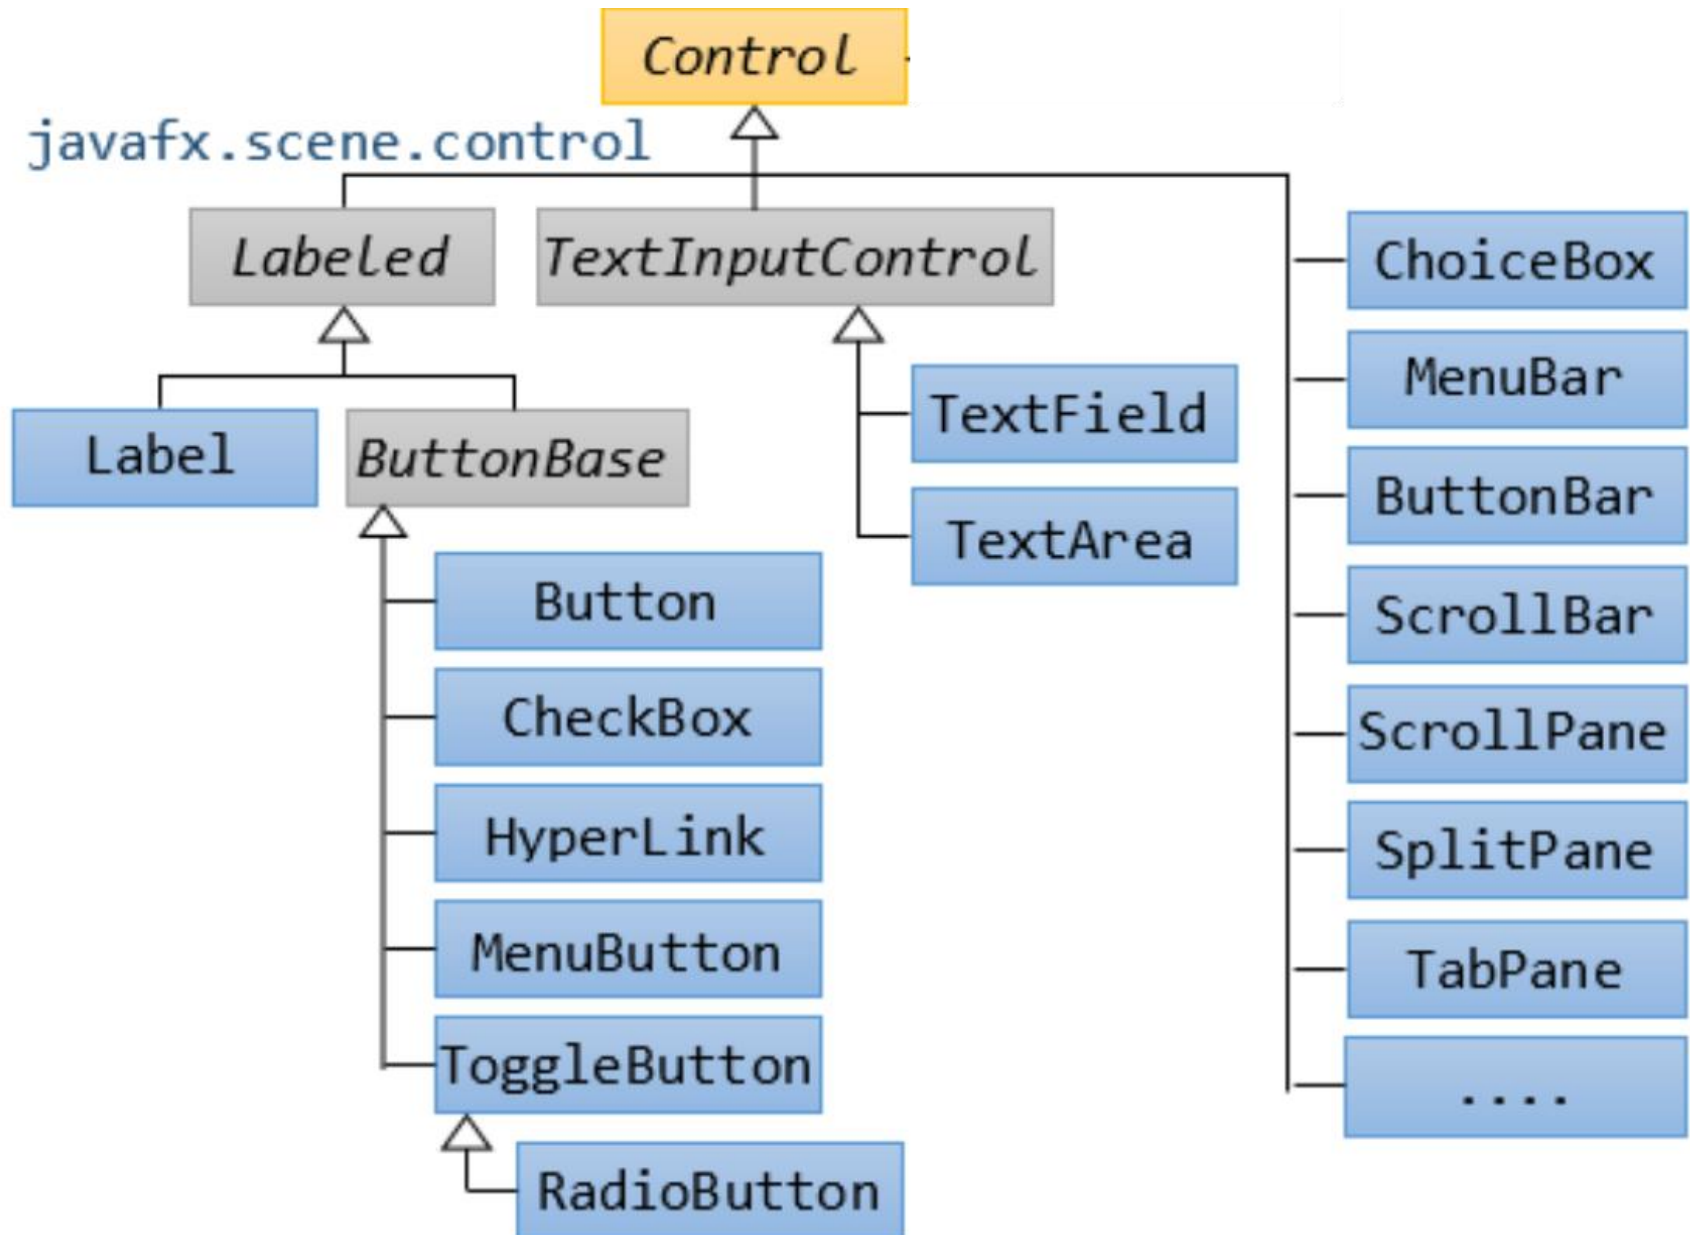 Control
javafx.scene.control
Labeled
TextInputControl
Label
ButtonBase
Button
CheckBox
HyperLink
MenuButton
ToggleButton
RadioButton
TextField
TextArea
ChoiceBox
MenuBar
ButtonBar
ScrollBar
ScrollPane
SplitPane
TabPane
....